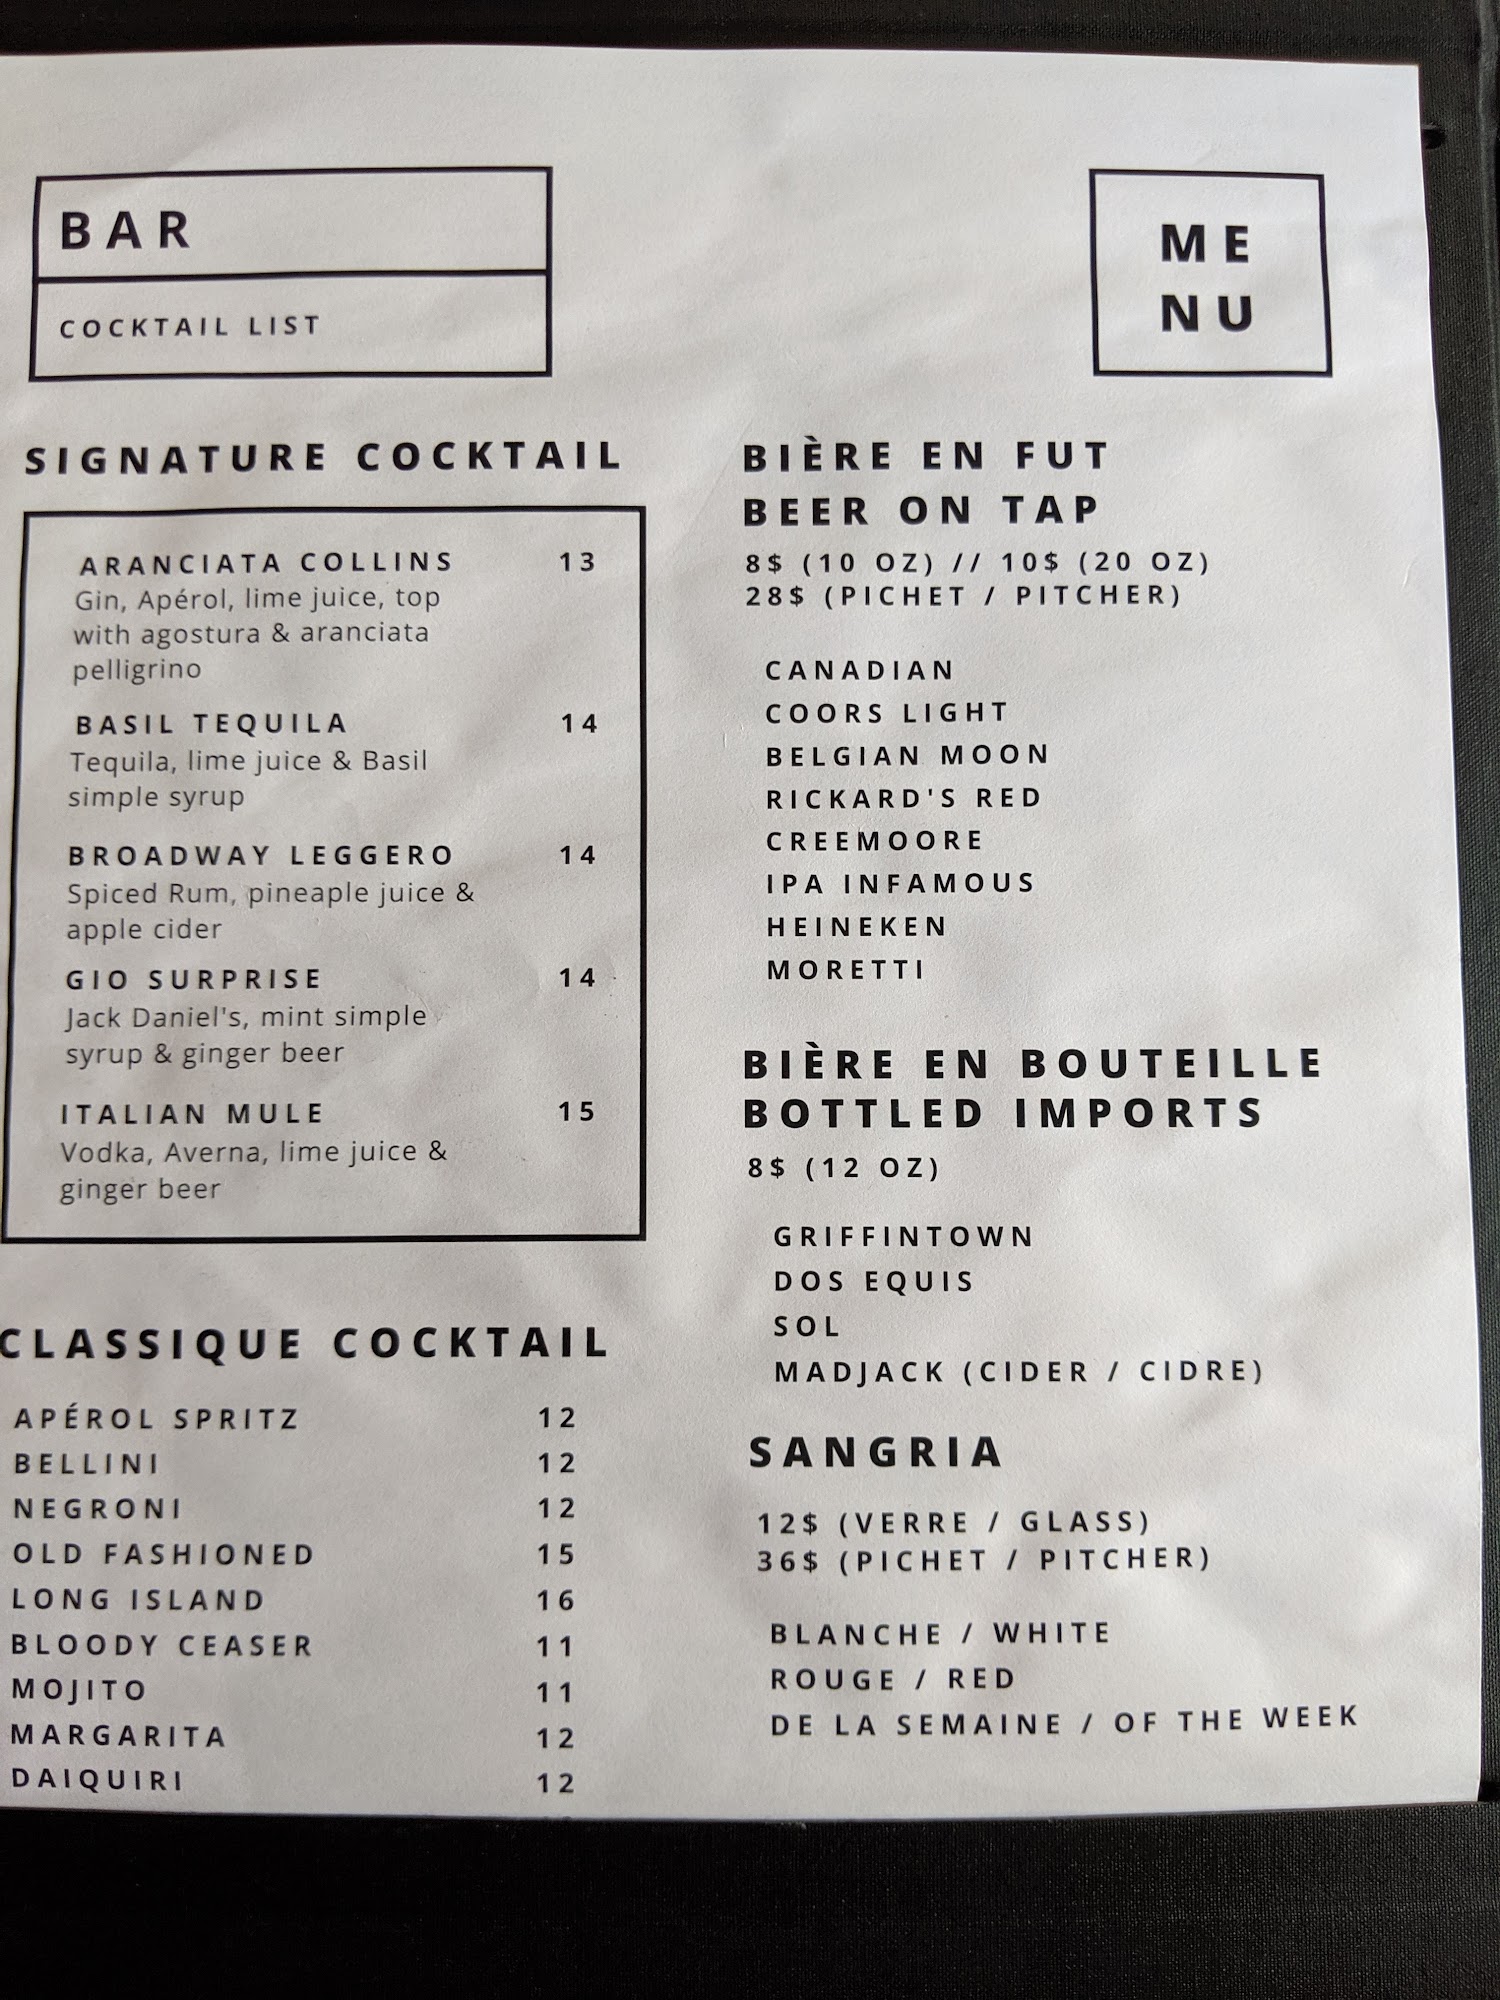 BAR
COCKTAIL LIST
ME
NU
SIGNATURE COCKTAIL
ARANCIATA COLLINS 13
Gin, Apérol, lime juice, top
with agostura & aranciata
pelligrino
BASIL TEQUILA 14
Tequila, lime juice & Basil
simple syrup
BROADWAY LEGGERO 14
Spiced Rum, pineapple juice &
apple cider
GIO SURPRISE 14
Jack Daniel's, mint simple
syrup & ginger beer
ITALIAN MULE 15
Vodka, Averna, lime juice &
ginger beer
CLASSIQUE COCKTAIL
APÉROL SPRITZ 12
BELLINI 12
NEGRONI 12
OLD FASHIONED 15
LONG ISLAND 16
BLOODY CEASER 11
MOJITO 11
MARGARITA 12
DAIQUIRI 12
BIÈRE EN FUT
BEER ON TAP
8$ (10 OZ) // 10$ (20 OZ)
28$ (PICHET / PITCHER)
CANADIAN
COORS LIGHT
BELGIAN MOON
RICKARD'S RED
CREEMOORE
IPA INFAMOUS
HEINEKEN
MORETTI
BIÈRE EN BOUTEILLE
BOTTLED IMPORTS
8$ (12 OZ)
GRIFFINTOWN
DOS EQUIS
SOL
MADJACK (CIDER / CIDRE)
SANGRIA
12$ (VERRE / GLASS)
36$ (PICHET / PITCHER)
BLANCHE / WHITE
ROUGE / RED
DE LA SEMAINE / OF THE WEEK